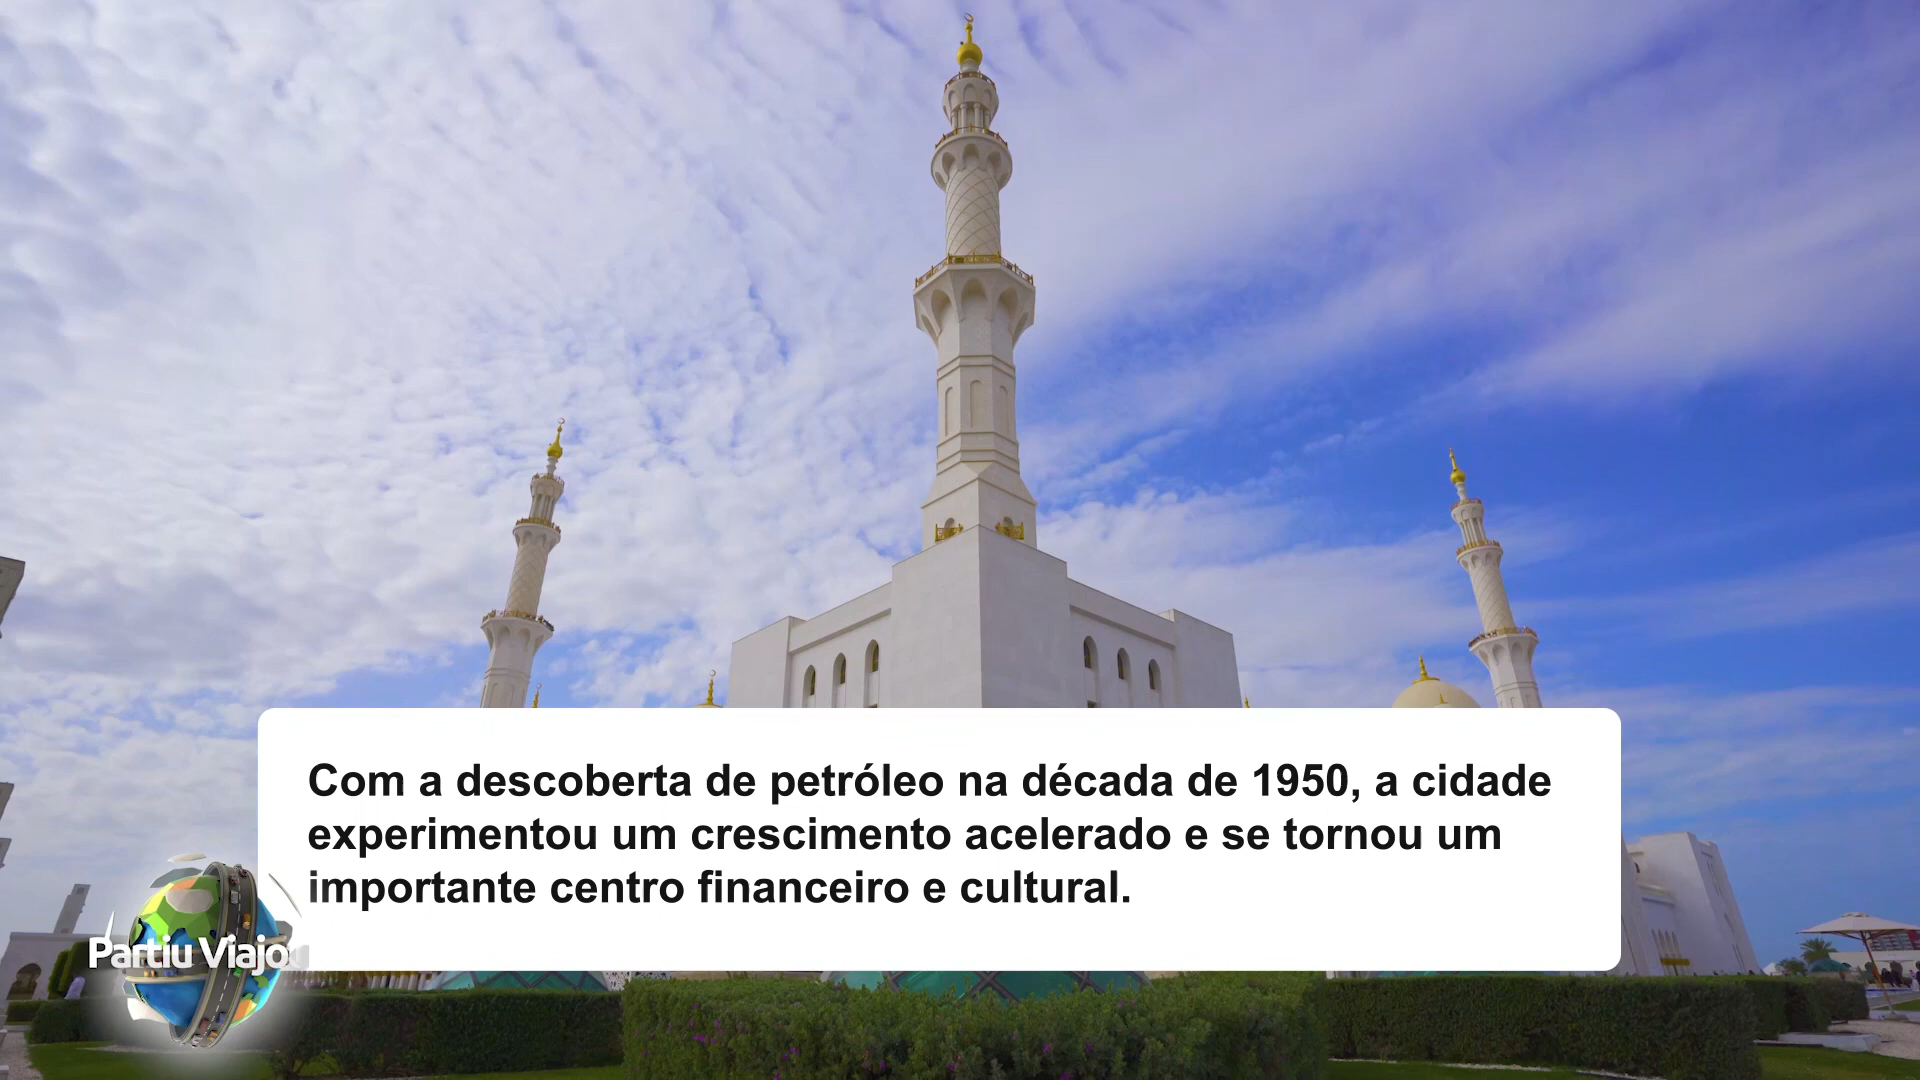 Com a descoberta de petróleo na década de 1950, a cidade
experimentou um crescimento acelerado e se tornou um
importante centro financeiro e cultural.
Partiu Viajou